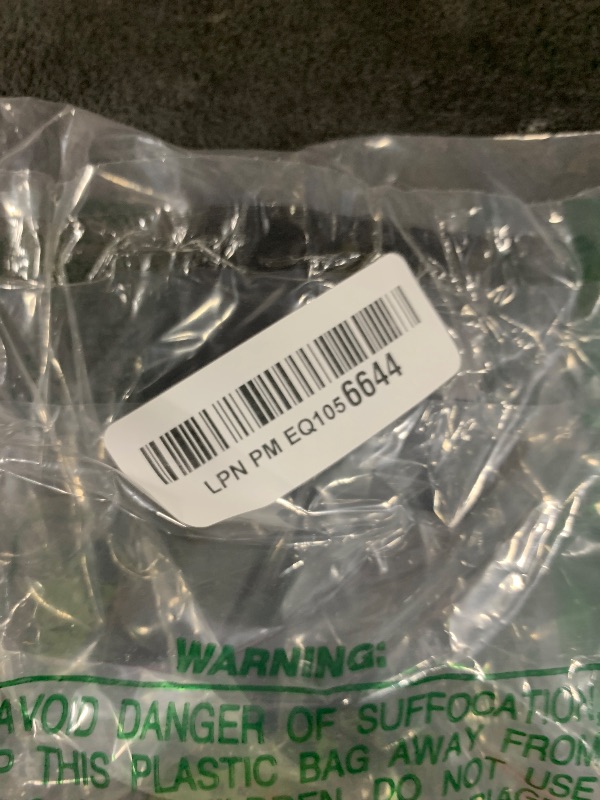 LPN PM EQ1056644
WARNING:
AVOID DANGER OF SUFFOCATION,
THIS PLASTIC BAG AWAY FROM
DO NOT USE